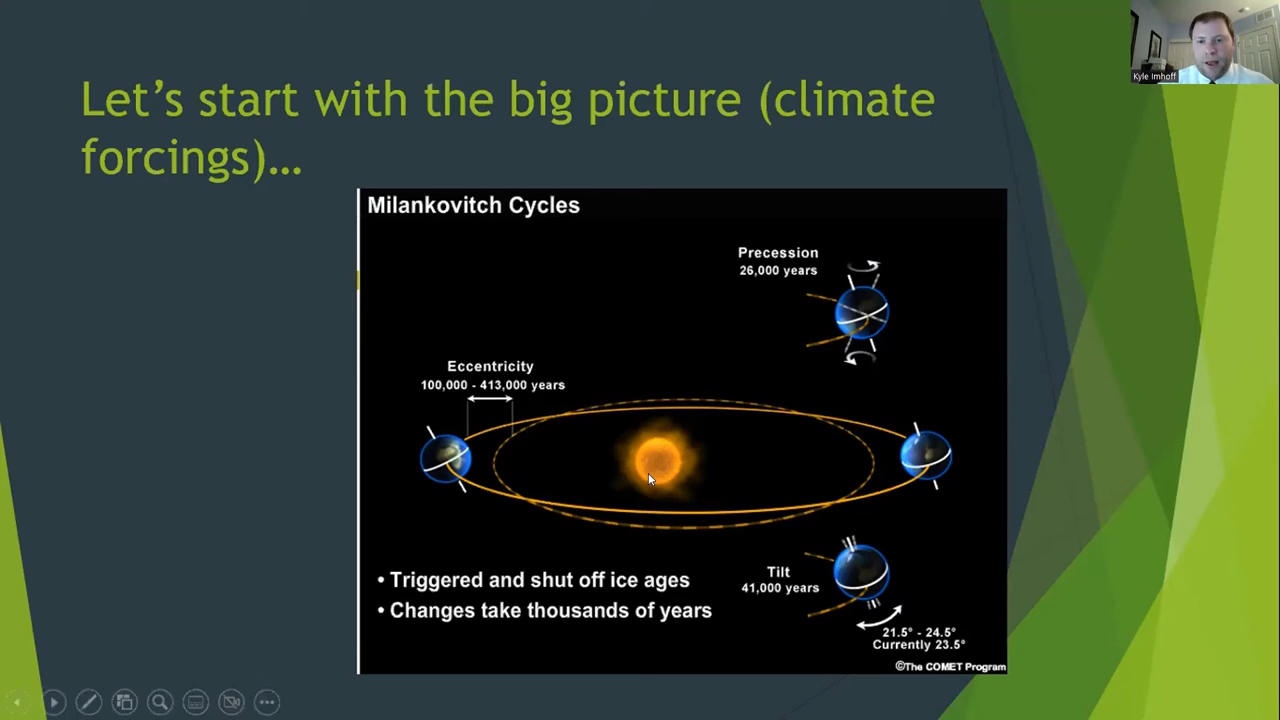 Kyle Imhoff
Let's start with the big picture (climate
forcings)...
Milankovitch Cycles
Precession
26,000 years
Eccentricity
100,000 - 413,000 years
• Triggered and shut off ice ages
• Changes take thousands of years
Tilt
41,000 years
21.5° - 24.5°
Currently 23.5°
©The COMET Program